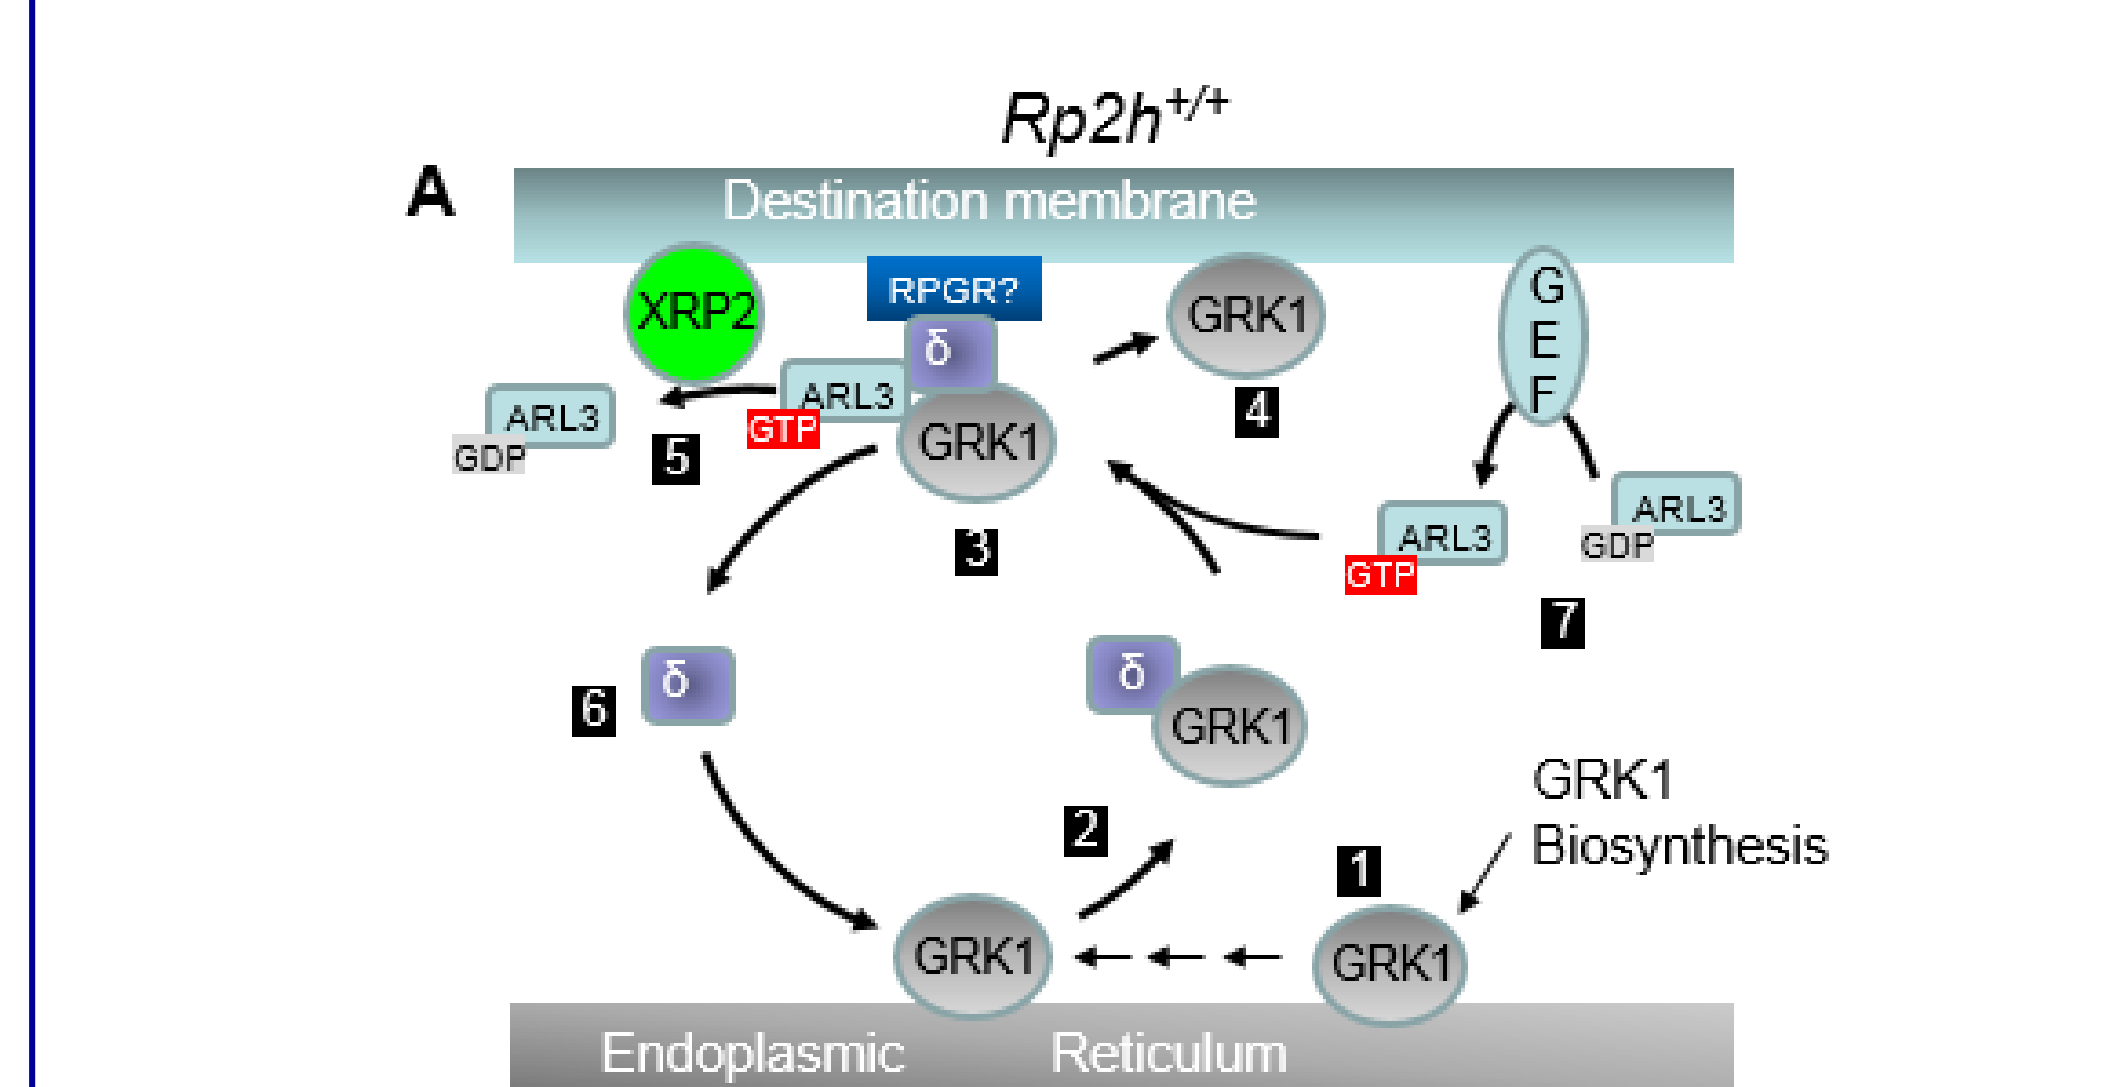 Rp2h+/+
A
Destination membrane
XRP2
RPGR?
GRK1
G
E
F
δ
ARL3
GTP
ARL3
GDP
5
GRK1
4
3
ARL3
GTP
ARL3
GDP
7
δ
6
δ
GRK1
GRK1
Biosynthesis
2
1
GRK1
GRK1
Endoplasmic Reticulum